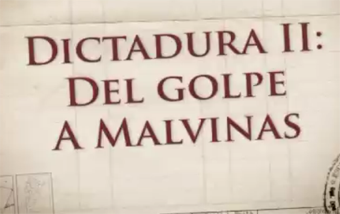 DICTADURA II:
DEL GOLPE
A MALVINAS